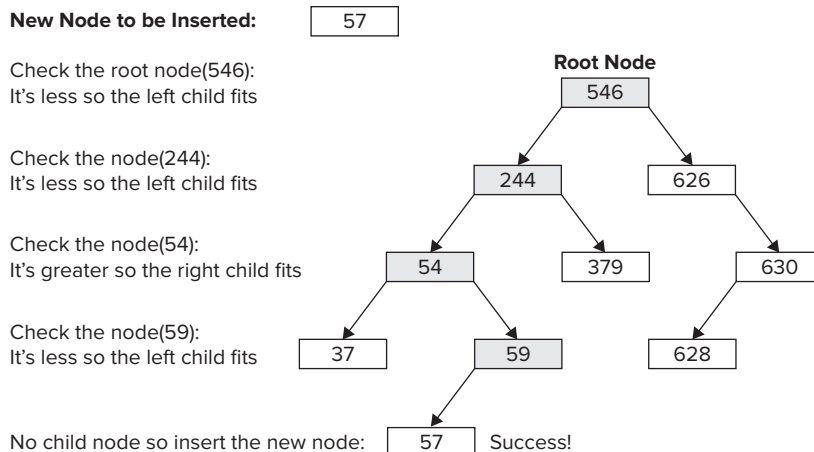 New Node to be Inserted: 57
Check the root node(546):
It's less so the left child fits
Root Node
546
Check the node(244):
It's less so the left child fits
244 626
Check the node(54):
It's greater so the right child fits
54 379 630
Check the node(59):
It's less so the left child fits
37 59 628
No child node so insert the new node: 57 Success!